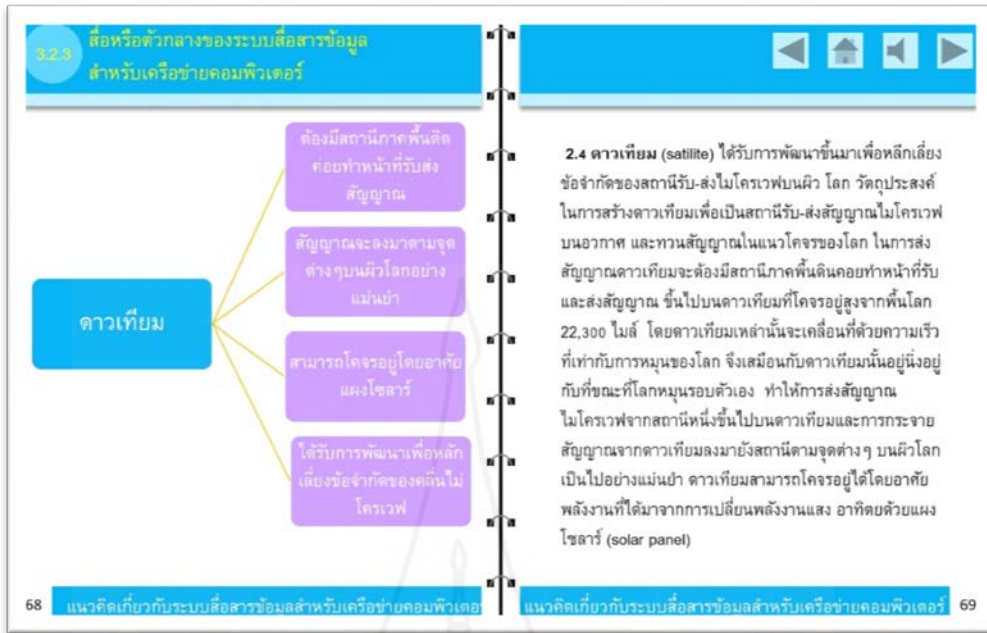 3.2.3
สื่อหรือตัวกลางของระบบสื่อสารข้อมูล
สำหรับเครือข่ายคอมพิวเตอร์
ดาวเทียม
ต้องมีสถานีภาคพื้นดิต
คอยทำหน้าที่รับส่ง
สัญญาณ
สัญญาณจะลงมาตามจุด
ต่างๆบนผิวโลกอย่าง
แม่นยำ
สามารถโคจรอยู่โดยอาศัย
แผงโซลาร์
ได้รับการพัฒนาเพื่อหลัก
เลี่ยงข้อจำกัดของคลื่นไม่
โครเวฟ
68 แนวคิดเกี่ยวกับระบบสื่อสารข้อมูลสำหรับเครือข่ายคอมพิวเตอ
2.4 ดาวเทียม (satilite) ได้รับการพัฒนาขึ้นมาเพื่อหลีกเลี่ยง
ข้อจำกัดของสถานีรับ-ส่งไมโครเวฟบนผิว โลก วัตถุประสงค์
ในการสร้างดาวเทียมเพื่อเป็นสถานีรับ-ส่งสัญญาณไมโครเวฟ
บนอวกาศ และทวนสัญญาณในแนวโคจรของโลก ในการส่ง
สัญญาณดาวเทียมจะต้องมีสถานีภาคพื้นดินคอยทำหน้าที่รับ
และส่งสัญญาณ ขึ้นไปบนดาวเทียมที่โคจรอยู่สูงจากพื้นโลก
22,300 ไมล์ โดยดาวเทียมเหล่านั้นจะเคลื่อนที่ด้วยความเร็ว
ที่เท่ากับการหมุนของโลก จึงเสมือนกับดาวเทียมนั้นอยู่นิ่งอยู่
กับที่ขณะที่โลกหมุนรอบตัวเอง ทำให้การส่งสัญญาณ
ไมโครเวฟจากสถานีหนึ่งขึ้นไปบนดาวเทียมและการกระจาย
สัญญาณจากดาวเทียมลงมายังสถานีตามจุดต่าง ๆ บนผิวโลก
เป็นไปอย่างแม่นยำ ดาวเทียมสามารถโคจรอยู่ได้โดยอาศัย
พลังงานที่ได้มาจากการเปลี่ยนพลังงานแสง อาทิตยด้วยแผง
โซลาร์ (solar panel)
แนวคิดเกี่ยวกับระบบสื่อสารข้อมูลสำหรับเครือข่ายคอมพิวเตอร์ 69